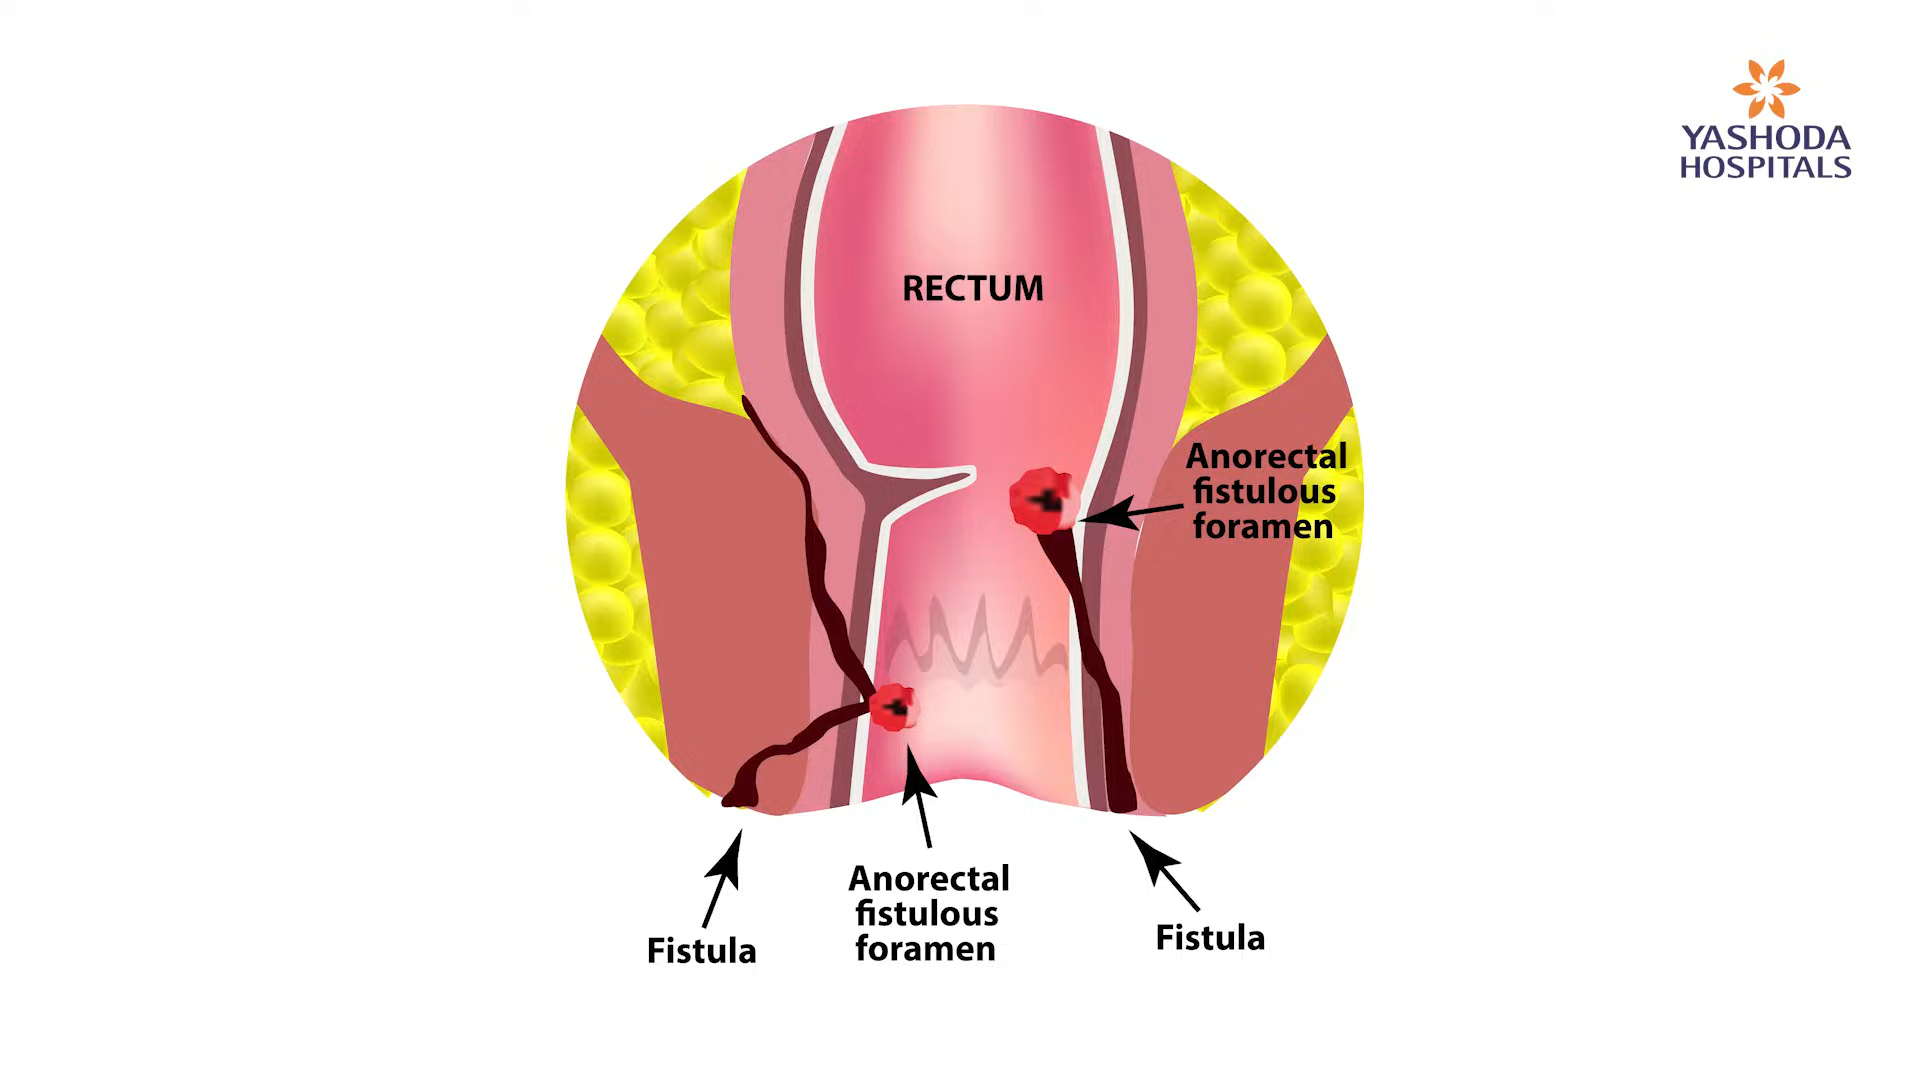 YASHODA
HOSPITALS
RECTUM
Anorectal
fistulous
foramen
Anorectal
fistulous
foramen
Fistula
Fistula